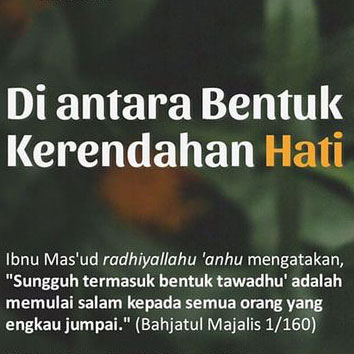 Di antara Bentuk
Kerendahan Hati
Ibnu Mas'ud radhiyallahu 'anhu mengatakan,
"Sungguh termasuk bentuk tawadhu' adalah
memulai salam kepada semua orang yang
engkau jumpai." (Bahjatul Majalis 1/160)